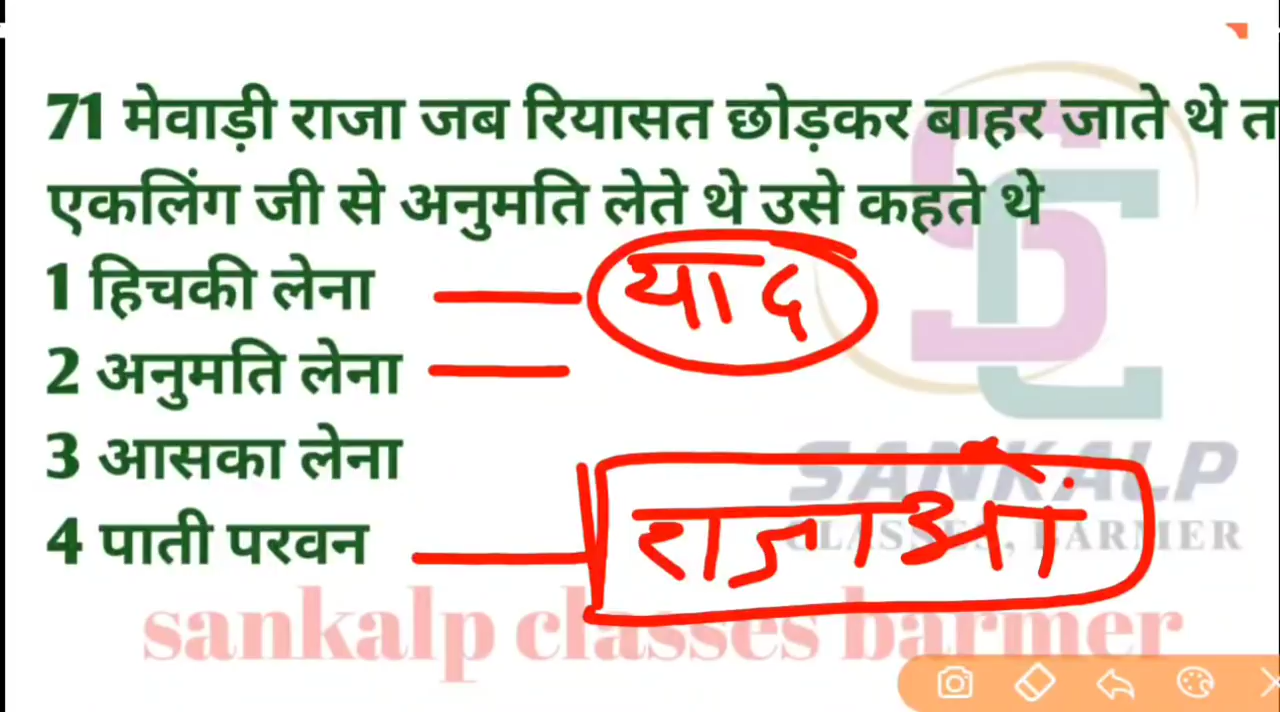 71 मेवाड़ी राजा जब रियासत छोड़कर बाहर जाते थे त
एकलिंग जी से अनुमति लेते थे उसे कहते थे
1 हिचकी लेना
याद
2 अनुमति लेना
3 आसका लेना
SANKALP
4 पाती परवन
राजाओं
CLASSES, BARMER
sankalp classes barmer